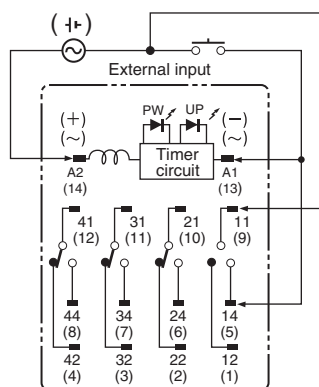 External input
PW UP
(+) (−)
(~) (~)
Timer
circuit
A2 A1
(14) (13)
41 31 21 11
(12) (11) (10) (9)
44 34 24 14
(8) (7) (6) (5)
42 32 22 12
(4) (3) (2) (1)